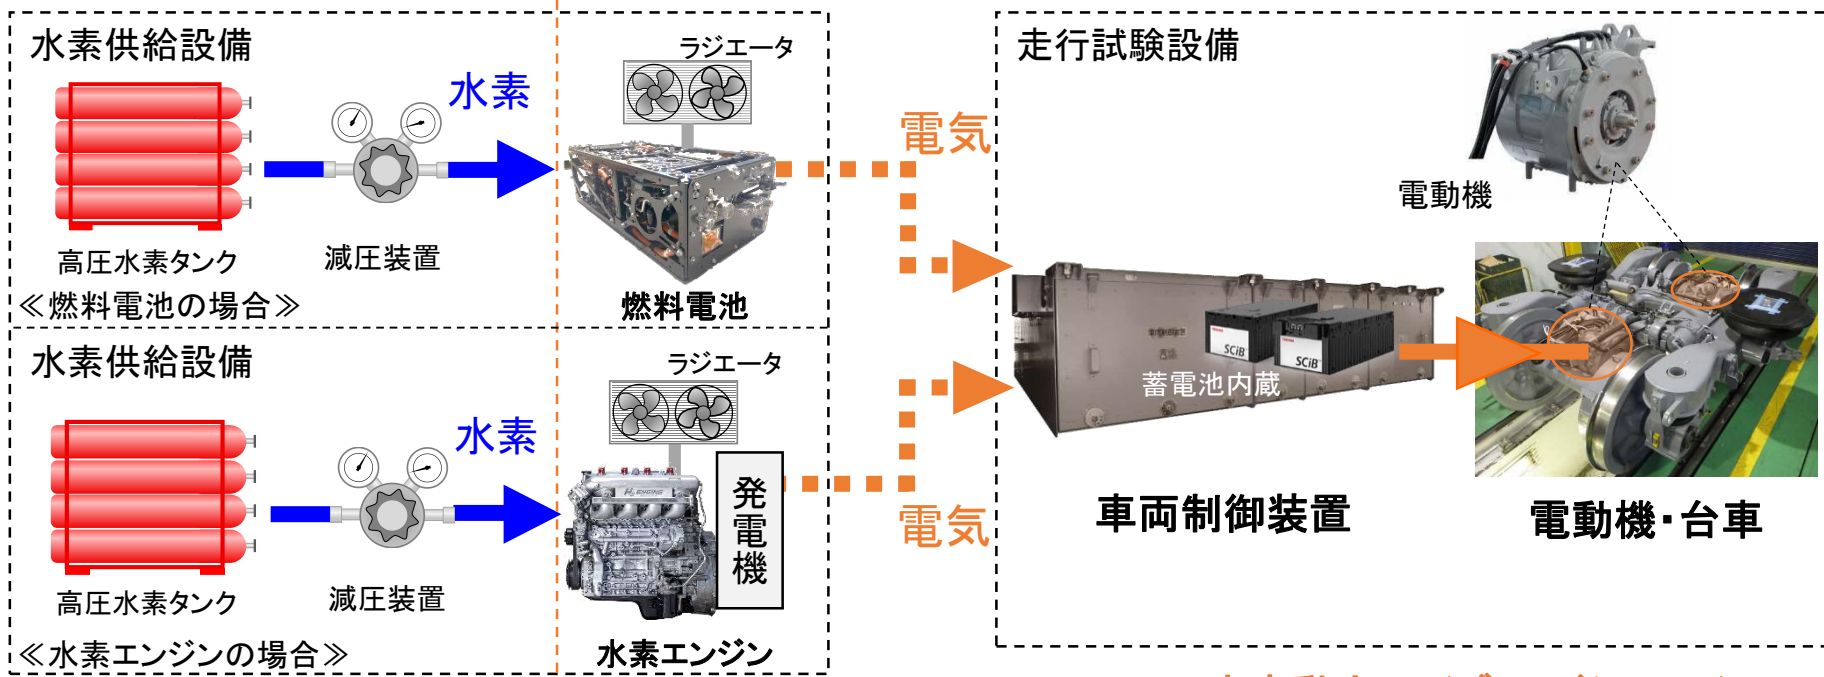 水素供給設備
ラジエータ
水素
高圧水素タンク
減圧装置
≪燃料電池の場合≫
燃料電池
水素供給設備
ラジエータ
水素
H₂ ENGINE
発電機
高圧水素タンク
減圧装置
≪水素エンジンの場合≫
水素エンジン
電気
電気
走行試験設備
電動機
SCiB
SCiB
蓄電池内蔵
車両制御装置
電動機・台車